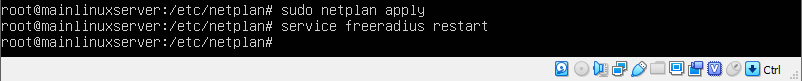 root@mainlinuxserver:/etc/netplan# sudo netplan apply
root@mainlinuxserver:/etc/netplan# service freeradius restart
root@mainlinuxserver:/etc/netplan#
Ctrl